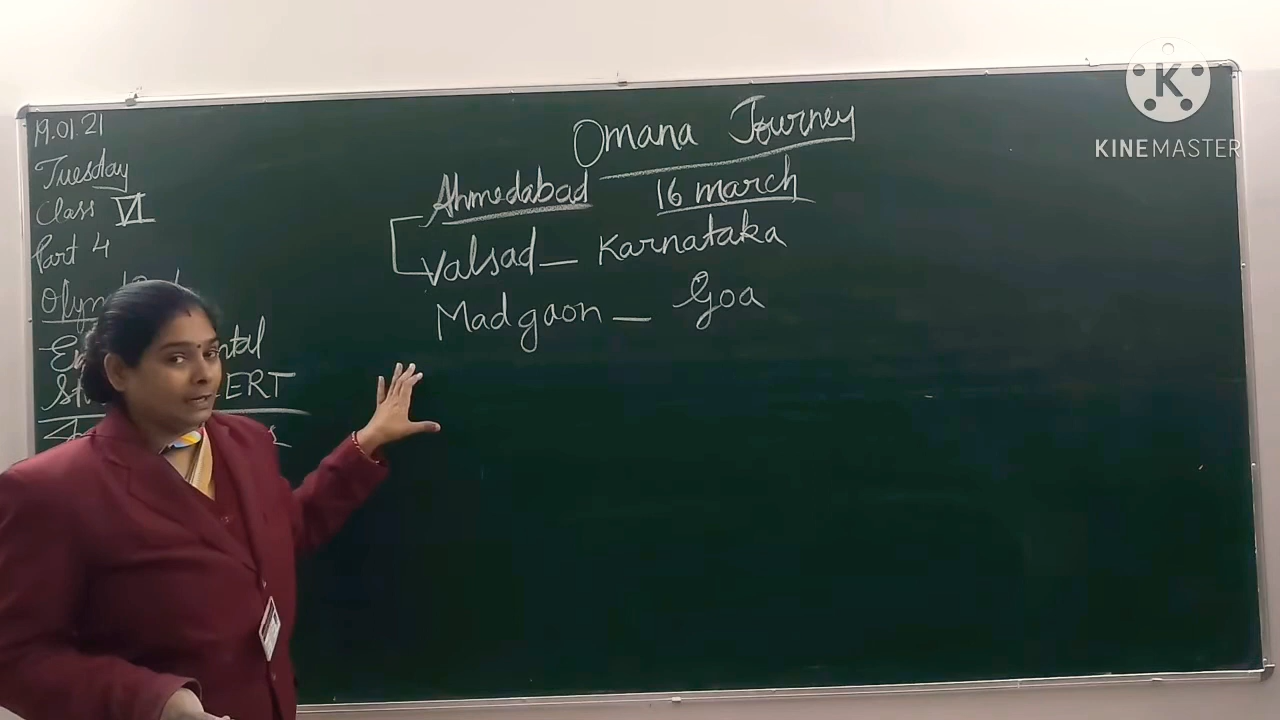 19.01.21
Tuesday
Class VI
Part 4
ERT
Omana Journey
Ahmedabad 16 march
Valsad — Karnataka
Madgaon — Goa
K
KINEMASTER